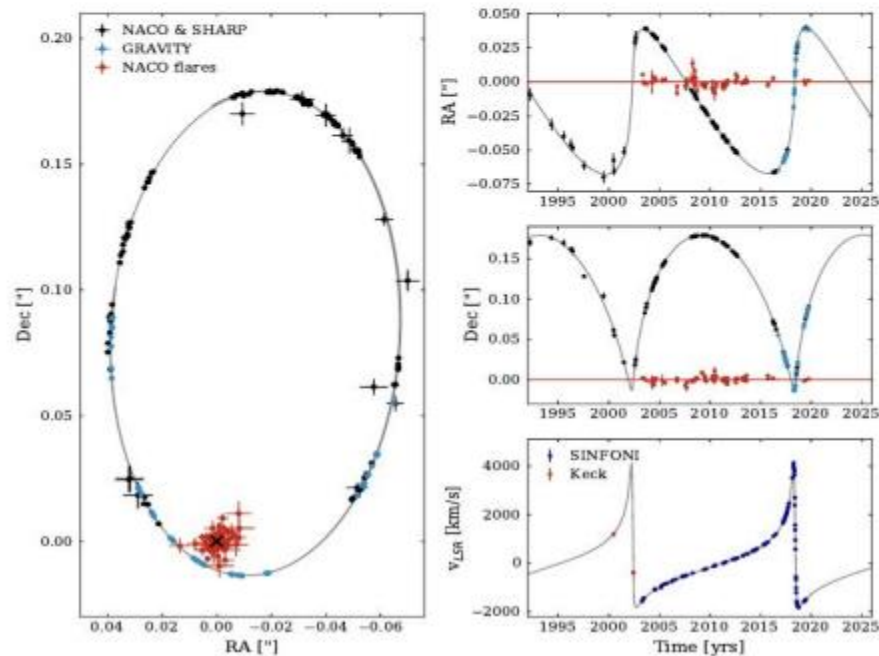 0.20
NACO & SHARP
GRAVITY
NACO flares
0.15
0.10
0.05
0.00
Dec ["]
0.04 0.02 0.00 −0.02 −0.04 −0.06
RA ["]
0.050
0.025
0.000
−0.025
−0.050
−0.075
RA ["]
1995 2000 2005 2010 2015 2020 2025
0.15
0.10
0.05
0.00
Dec ["]
1995 2000 2005 2010 2015 2020 2025
SINFONI
Keck
4000
2000
0
−2000
vLSR [km/s]
1995 2000 2005 2010 2015 2020 2025
Time [yrs]